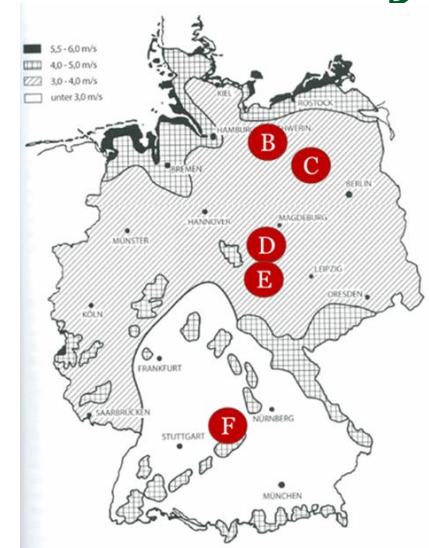 5,5 - 6,0 m/s
4,0 - 5,0 m/s
3,0 - 4,0 m/s
unter 3,0 m/s
KIEL
ROSTOCK
HAMBURG
B
C
BREMEN
BERLIN
HANNOVER
MAGDEBURG
MÜNSTER
D
E
LEIPZIG
DRESDEN
KÖLN
FRANKFURT
SAARBRÜCKEN
F
NÜRNBERG
STUTTGART
MÜNCHEN